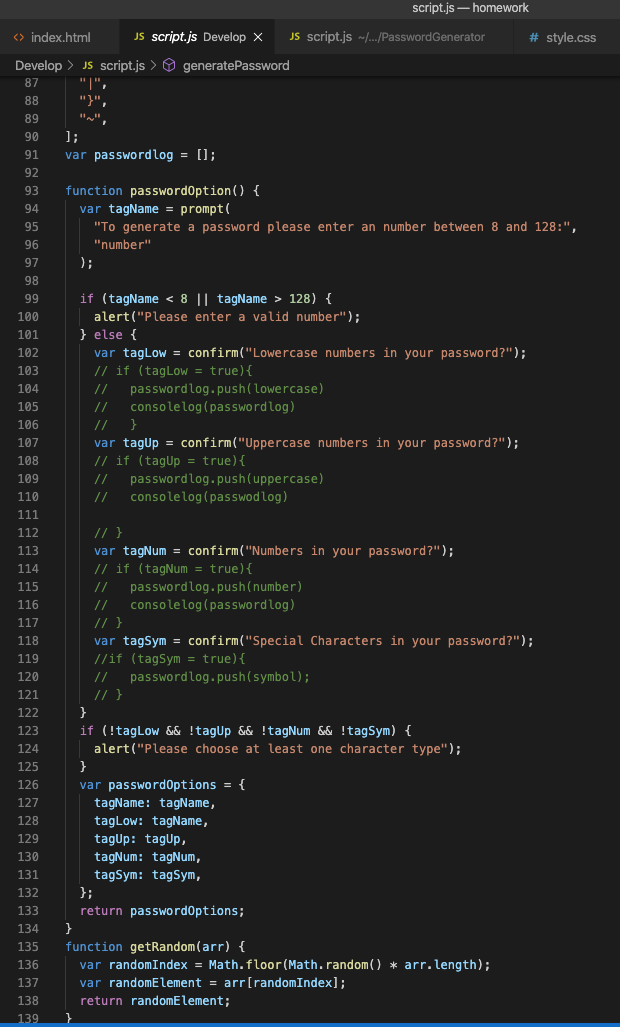 script.js — homework
<> index.html JS script.js Develop × JS script.js ~/.../PasswordGenerator # style.css
Develop > JS script.js > generatePassword
87 "|",
88 "}",
89 "~",
90 ];
91 var passwordlog = [];
92
93 function passwordOption() {
94 var tagName = prompt(
95 "To generate a password please enter an number between 8 and 128:",
96 "number"
97 );
98
99 if (tagName < 8 || tagName > 128) {
100 alert("Please enter a valid number");
101 } else {
102 var tagLow = confirm("Lowercase numbers in your password?");
103 // if (tagLow = true){
104 //   passwordlog.push(lowercase)
105 //   consolelog(passwordlog)
106 //   }
107 var tagUp = confirm("Uppercase numbers in your password?");
108 // if (tagUp = true){
109 //   passwordlog.push(uppercase)
110 //   consolelog(passwodlog)
111
112 // }
113 var tagNum = confirm("Numbers in your password?");
114 // if (tagNum = true){
115 //   passwordlog.push(number)
116 //   consolelog(passwordlog)
117 // }
118 var tagSym = confirm("Special Characters in your password?");
119 //if (tagSym = true){
120 //   passwordlog.push(symbol);
121 // }
122 }
123 if (!tagLow && !tagUp && !tagNum && !tagSym) {
124 alert("Please choose at least one character type");
125 }
126 var passwordOptions = {
127 tagName: tagName,
128 tagLow: tagName,
129 tagUp: tagUp,
130 tagNum: tagNum,
131 tagSym: tagSym,
132 };
133 return passwordOptions;
134 }
135 function getRandom(arr) {
136 var randomIndex = Math.floor(Math.random() * arr.length);
137 var randomElement = arr[randomIndex];
138 return randomElement;
139 }